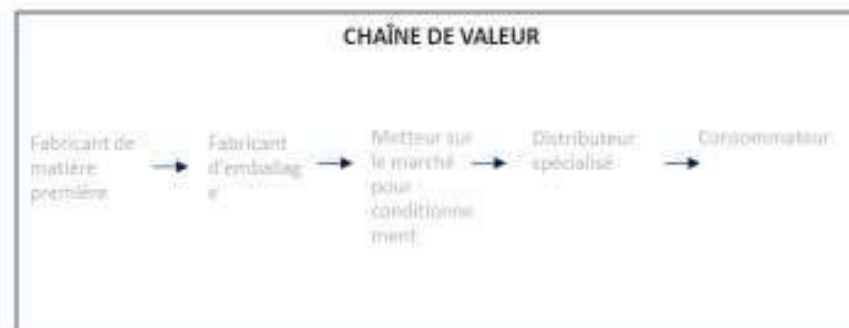 CHAÎNE DE VALEUR
Fabricant de
matière
première
Fabricant
d'emballag
e
Metteur sur
le marché
pour
conditionne
ment
Distributeur
spécialisé
Consommateur